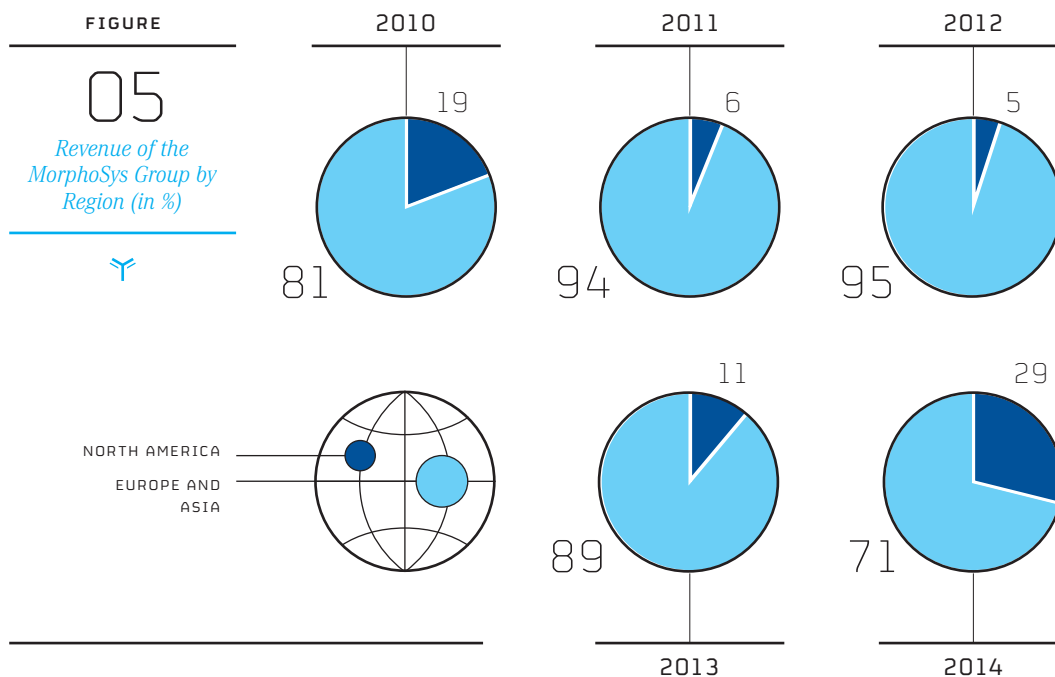 FIGURE
05
Revenue of the
MorphoSys Group by
Region (in %)
2010
19
81
2011
6
94
2012
5
95
NORTH AMERICA
EUROPE AND
ASIA
11
89
2013
29
71
2014